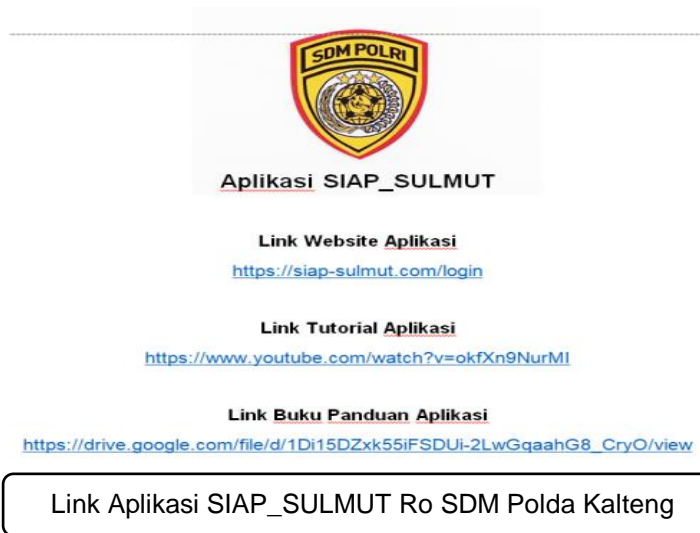 SDM POLRI
Aplikasi SIAP_SULMUT
Link Website Aplikasi
https://siap-sulmut.com/login
Link Tutorial Aplikasi
https://www.youtube.com/watch?v=okfXn9NurMI
Link Buku Panduan Aplikasi
https://drive.google.com/file/d/1Di15DZxk55iFSDUi-2LwGqaahG8_CryO/view
Link Aplikasi SIAP_SULMUT Ro SDM Polda Kalteng